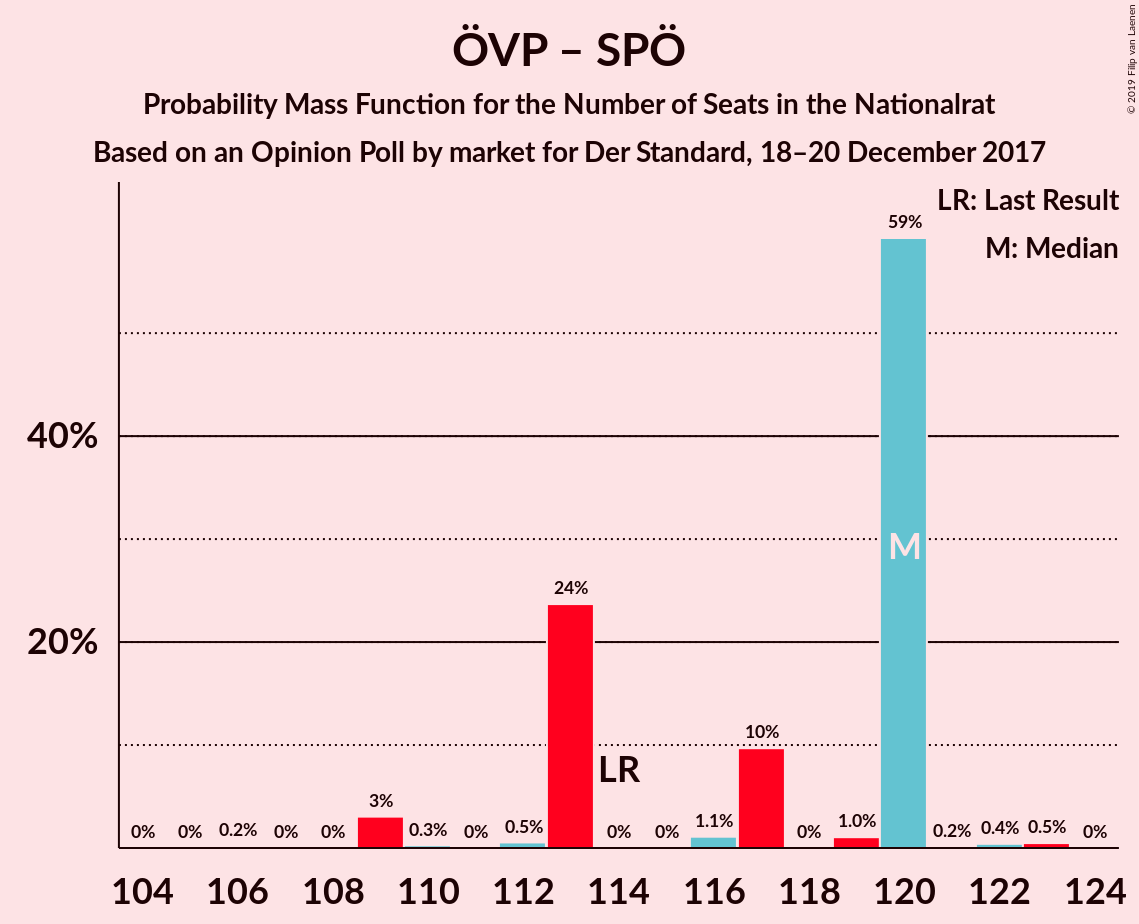 ÖVP – SPÖ
Probability Mass Function for the Number of Seats in the Nationalrat
Based on an Opinion Poll by market for Der Standard, 18–20 December 2017
© 2019 Filip van Laenen
LR: Last Result
M: Median
59%
40%
M
24%
20%
10%
LR
3%
0% 0% 0.2% 0% 0% 0.3% 0% 0.5% 0% 0% 1.1% 0% 1.0% 0.2% 0.4% 0.5% 0%
104 106 108 110 112 114 116 118 120 122 124